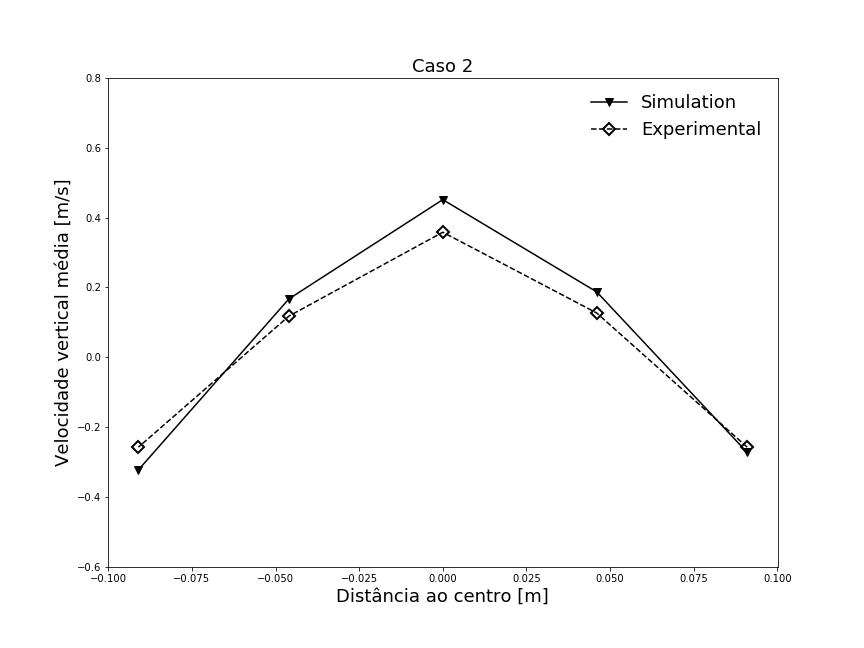 Caso 2
Simulation
Experimental
Velocidade vertical média [m/s]
0.8
0.6
0.4
0.2
0.0
−0.2
−0.4
−0.6
−0.100 −0.075 −0.050 −0.025 0.000 0.025 0.050 0.075 0.100
Distância ao centro [m]